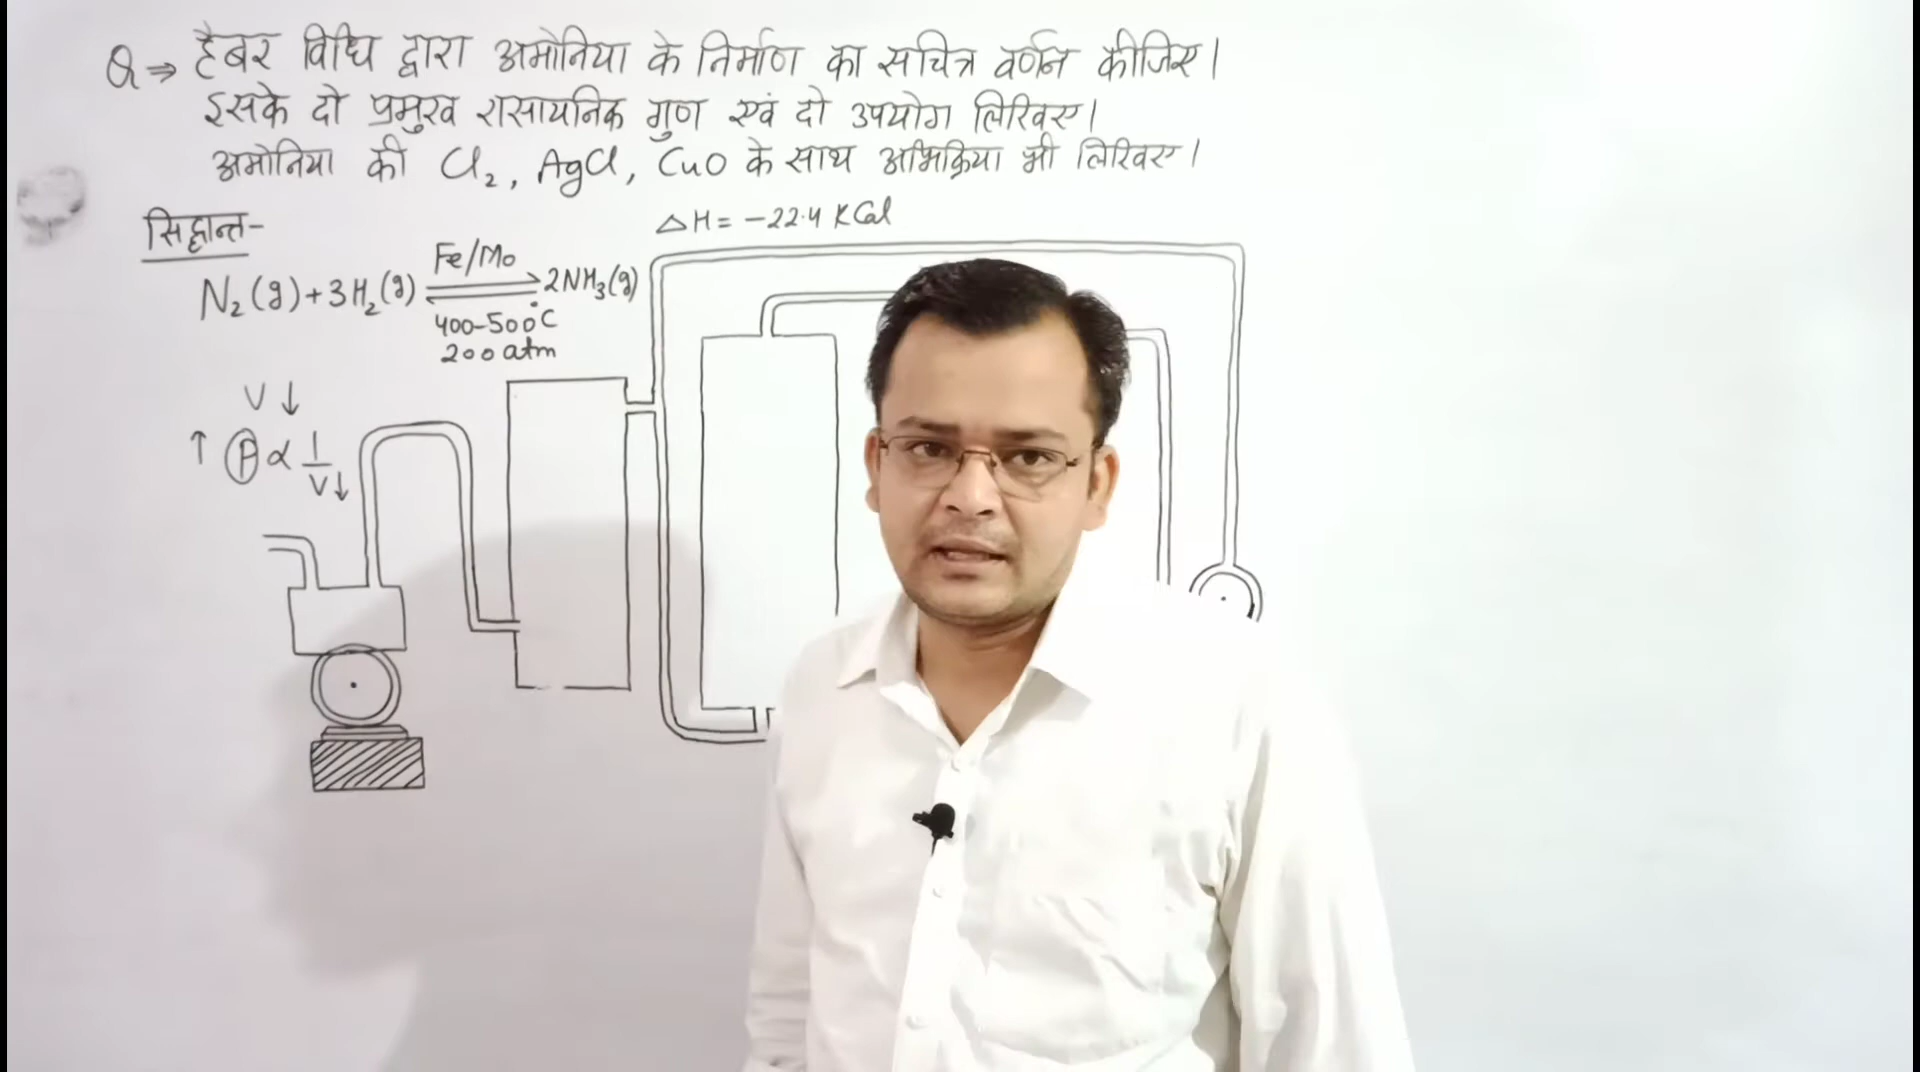 Q⇒ हैबर विधि द्वारा अमोनिया के निर्माण का सचित्र वर्णन कीजिए।
इसके दो प्रमुख रासायनिक गुण एवं दो उपयोग लिखिए।
अमोनिया की Cl₂, AgCl, CuO के साथ अभिक्रिया भी लिखिए।
सिद्धान्त-
ΔH = -22.4 KCal
Fe/Mo
N₂(g)+3H₂(g) ⇌ 2NH₃(g)
400-500°C
200 atm
V ↓
↑ P ∝ 1/V ↓